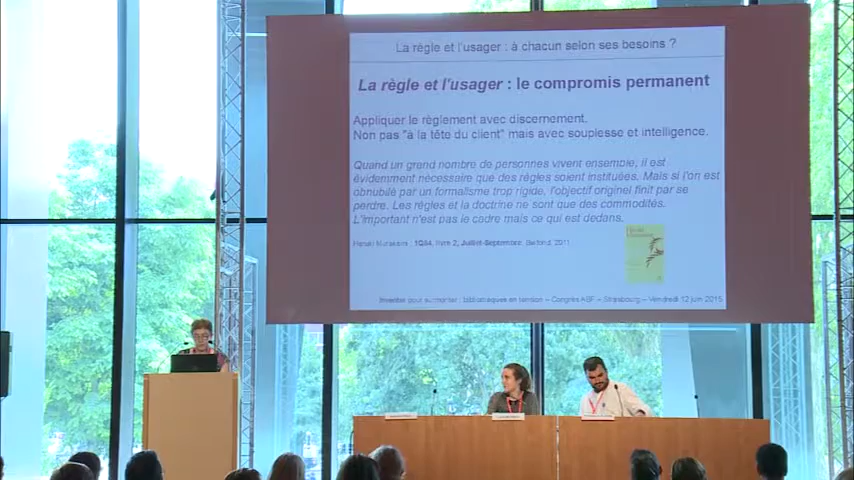 La règle et l'usager : à chacun selon ses besoins ?
La règle et l'usager : le compromis permanent
Appliquer le règlement avec discernement.
Non pas "à la tête du client" mais avec souplesse et intelligence.
Quand un grand nombre de personnes vivent ensemble, il est
évidemment nécessaire que des règles soient instituées. Mais si l'on est
obnubilé par un formalisme trop rigide, l'objectif originel finit par se
perdre. Les règles et la doctrine ne sont que des commodités.
L'important n'est pas le cadre mais ce qui est dedans.
Haruki Murakami : 1Q84, livre 2, Juillet-Septembre, Belfond, 2011
Inventer pour surmonter : bibliothèques en tension – Congrès ABF – Strasbourg – Vendredi 12 juin 2015